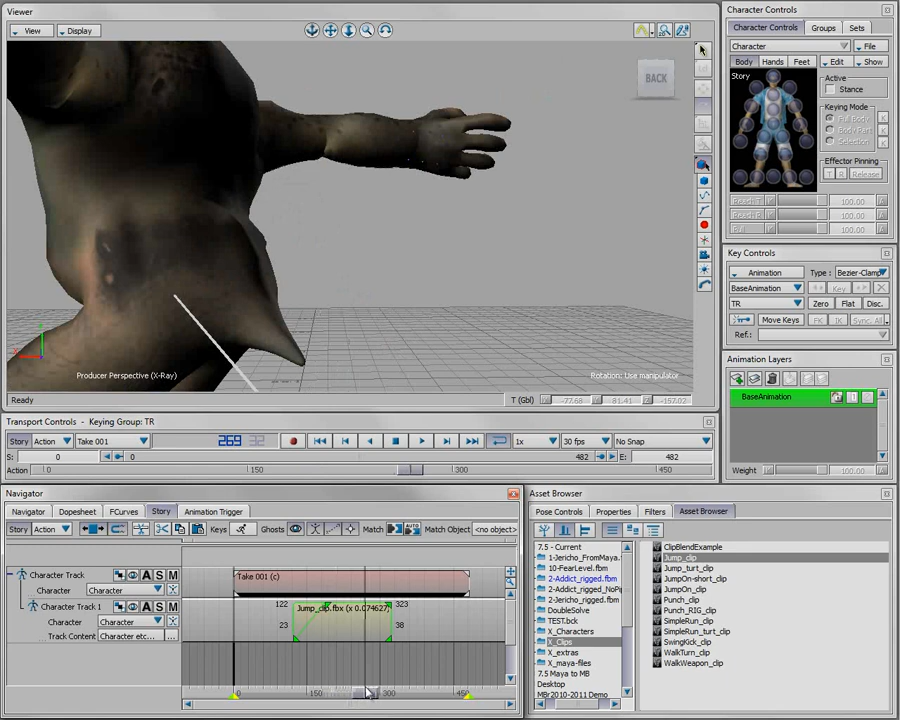 Viewer
View Display
BACK
Producer Perspective (X-Ray)
Rotation: Use manipulator
Ready
T (Gbl) -77.68 81.41 -157.02
Character Controls
Character Controls Groups Sets
Character File
Body Hands Feet Edit Show
Story
Active
Stance
Keying Mode
Full Body
Body Part
Selection
Effector Pinning
T R Release
Reach T. 100.00
Reach R. 100.00
Pull 100.00
Key Controls
Animation Type : Bezier-Clamp
BaseAnimation Key
TR Zero Flat Disc.
Move Keys FK IK Sync. All
Ref.:
Animation Layers
BaseAnimation
Weight 100.00
Transport Controls - Keying Group: TR
Story Action Take 001 269 32 1x 30 fps No Snap
S: 0 0 482 E: 482
Action 0 150 300 450
Navigator
Navigator Dopesheet FCurves Story Animation Trigger
Story Action Keys Ghosts Match Match Object <no object>
Character Track A S M
Character: Character
Take 001 (c)
Character Track 1 A S M
Character: Character
Track Content: Character etc... ...
122 Jump_clip.fbx (x 0.074627) 323
23 38
0 150 300 450
Asset Browser
Pose Controls Properties Filters Asset Browser
7.5 - Current
1-Jericho_FromMaya.
10-FearLevel.fbm
2-Addict_rigged.fbm
2-Addict_rigged_NoPi
2-Jericho_rigged.fbm
DoubleSolve
TEST.bck
X_Characters
X_Clips
X_extras
X_maya-files
7.5 Maya to MB
Desktop
MBr2010-2011 Demo
ClipBlendExample
Jump_clip
Jump_turt_clip
JumpOn-short_clip
JumpOn_clip
Punch_clip
Punch_RIG_clip
SimpleRun_clip
SimpleRun_turt_clip
SwingKick_clip
WalkTurn_clip
WalkWeapon_clip